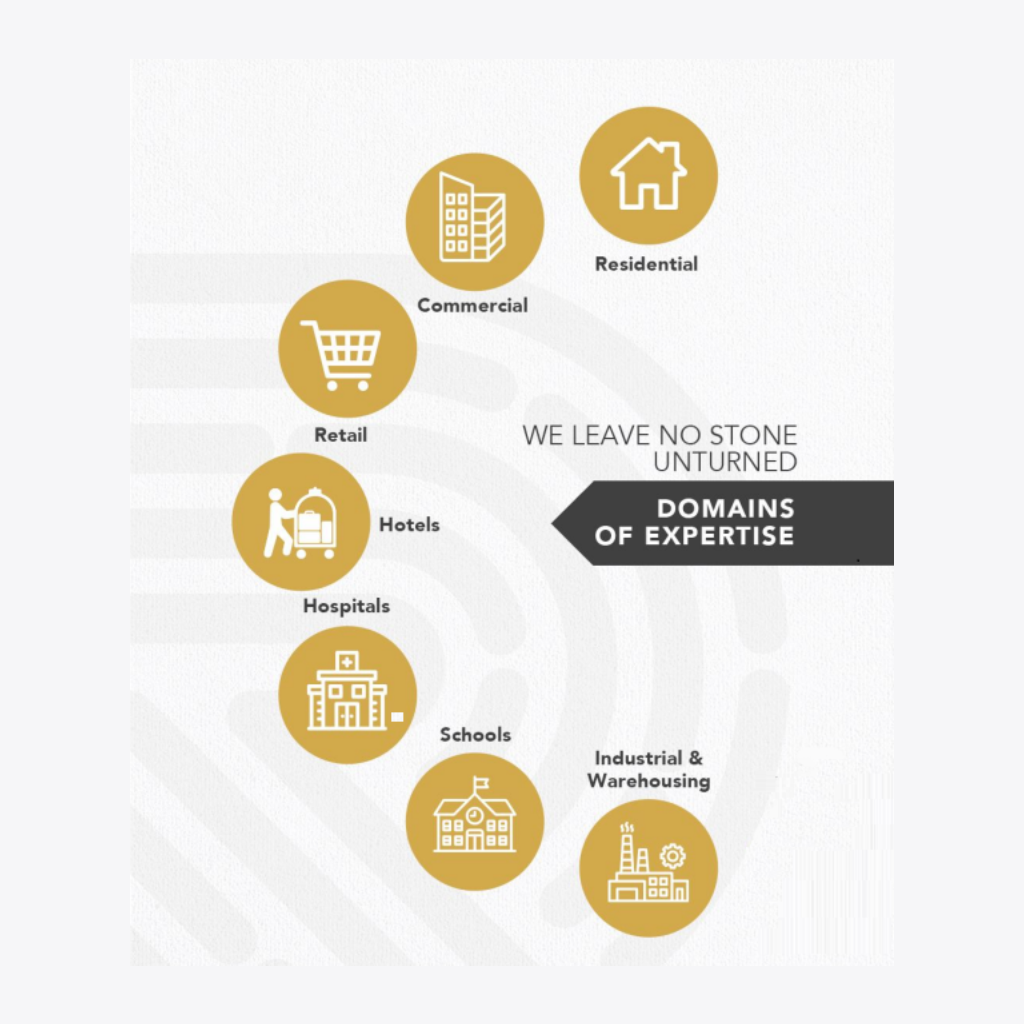 Residential
Commercial
Retail
WE LEAVE NO STONE
UNTURNED
DOMAINS
OF EXPERTISE
Hotels
Hospitals
Schools
Industrial &
Warehousing